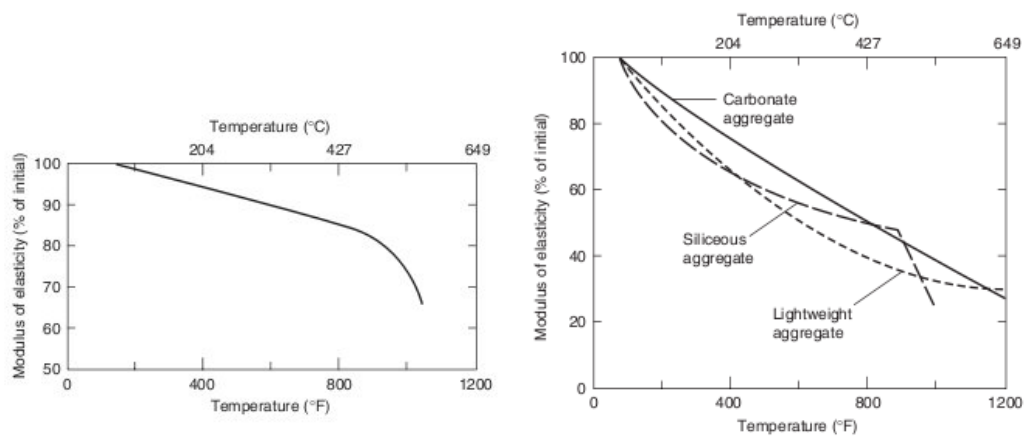 Temperature (°C)
204 427 649
100
90
80
70
60
50
Modulus of elasticity (% of initial)
0 400 800 1200
Temperature (°F)
Temperature (°C)
204 427 649
100
80
60
40
20
0
Modulus of elasticity (% of initial)
Carbonate
aggregate
Siliceous
aggregate
Lightweight
aggregate
0 400 800 1200
Temperature (°F)